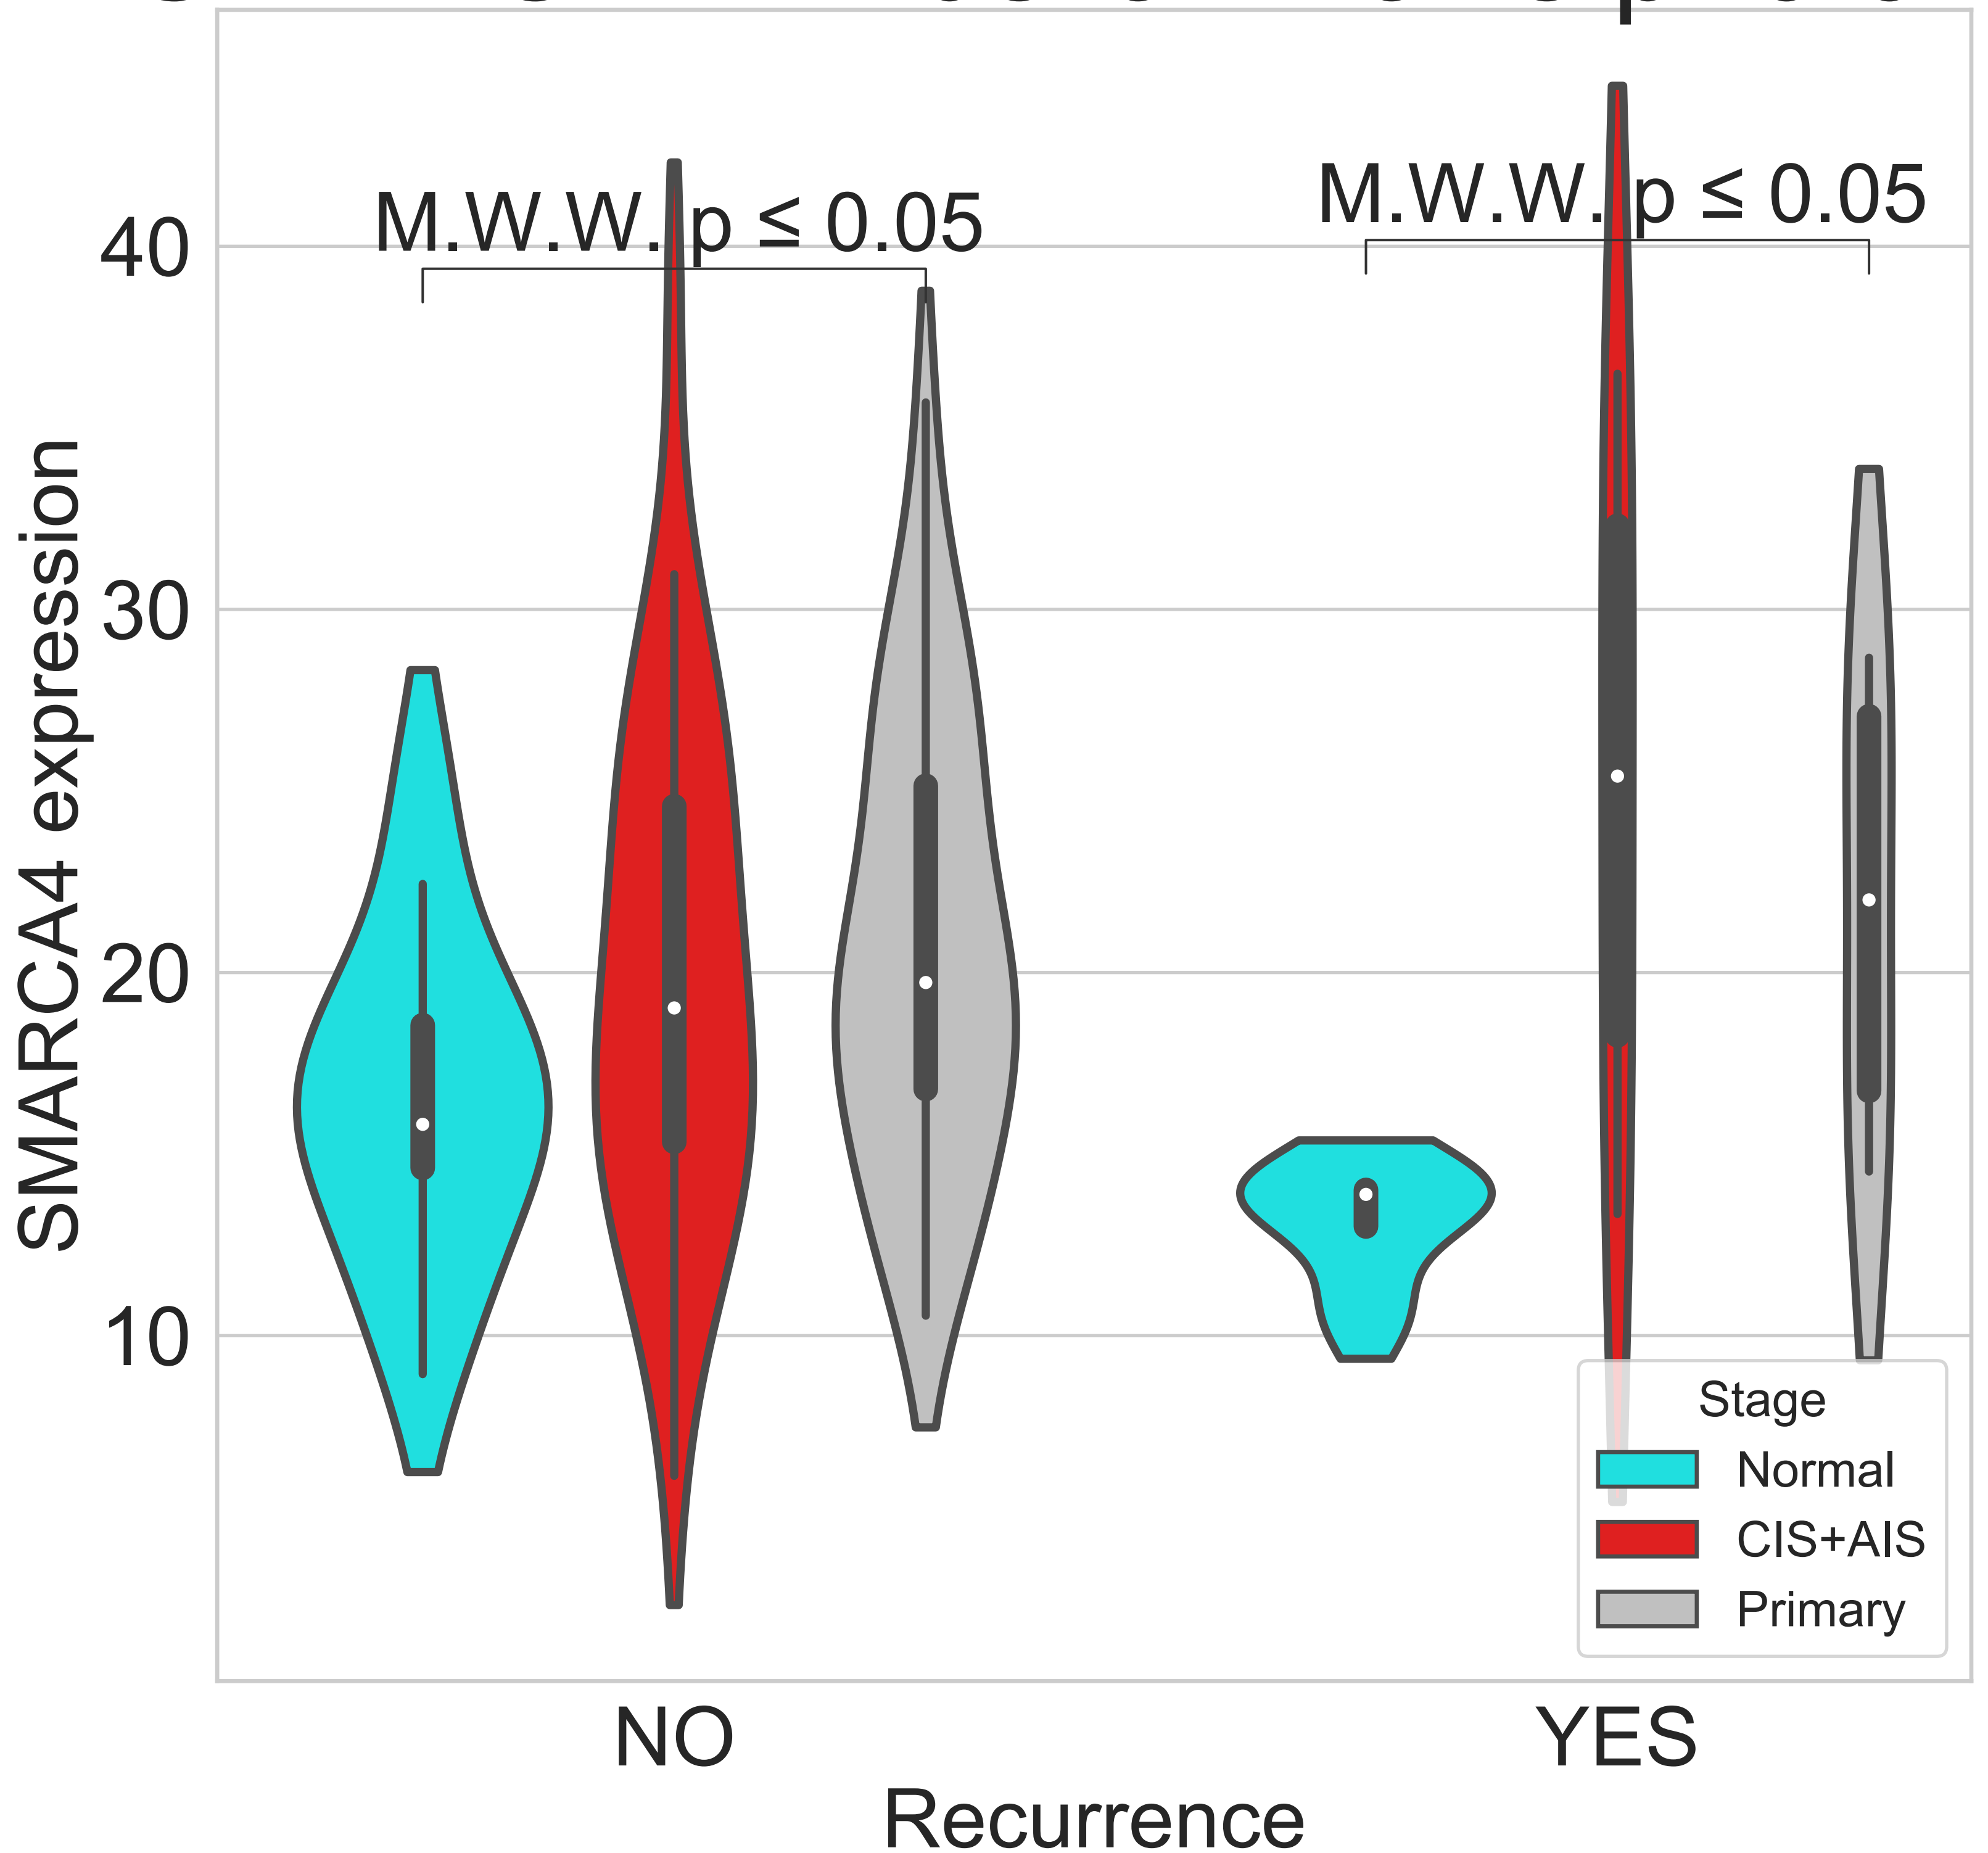 M.W.W. p ≤ 0.05
M.W.W. p ≤ 0.05
40
30
20
10
SMARCA4 expression
Stage
Normal
CIS+AIS
Primary
NO
YES
Recurrence